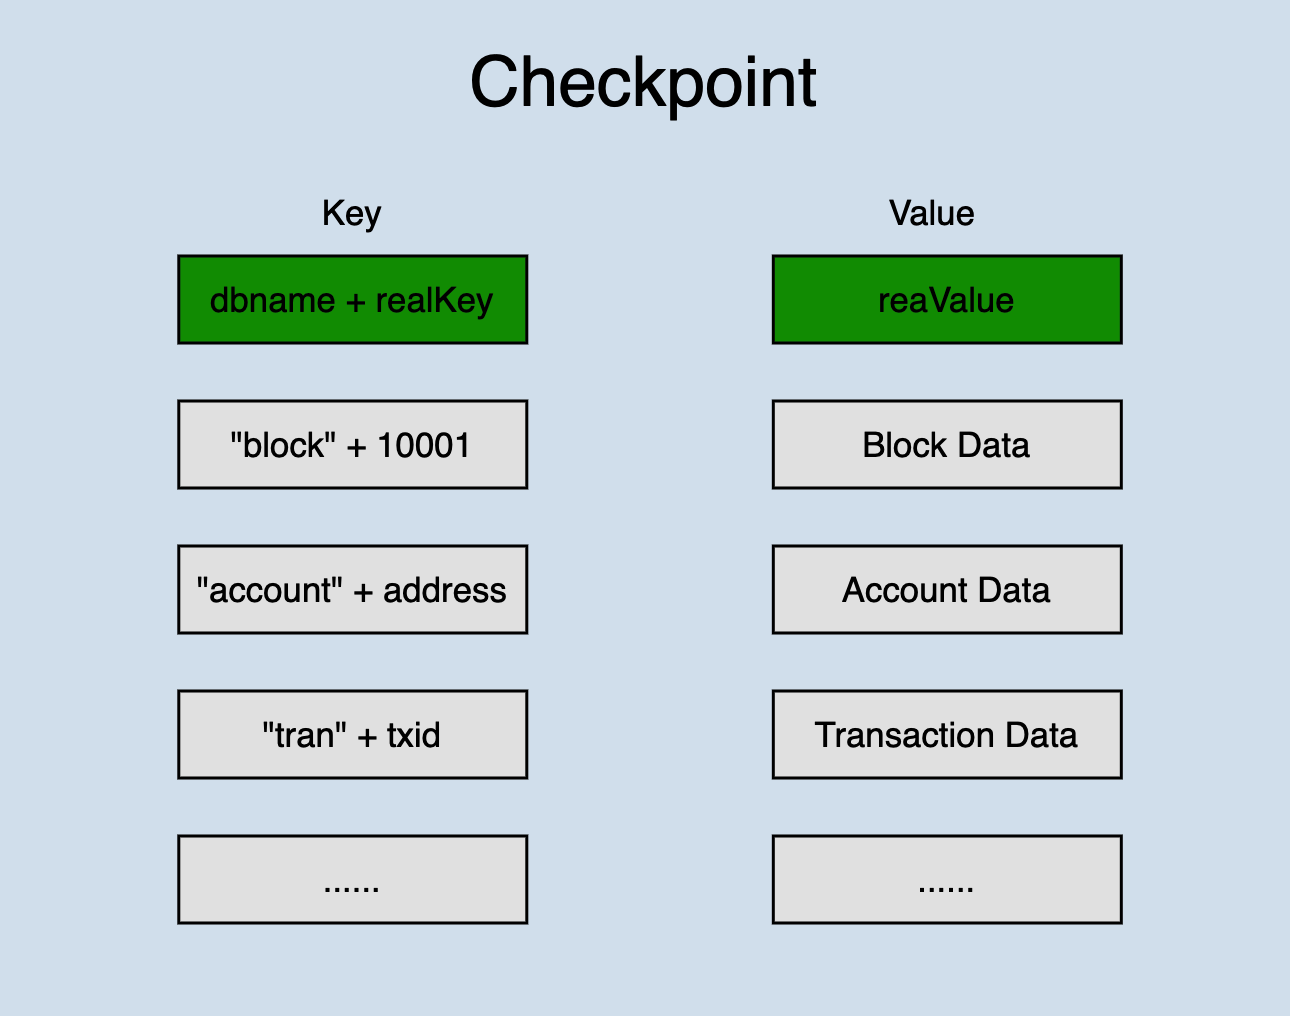 Checkpoint
Key
Value
dbname + realKey
reaValue
"block" + 10001
Block Data
"account" + address
Account Data
"tran" + txid
Transaction Data
......
......